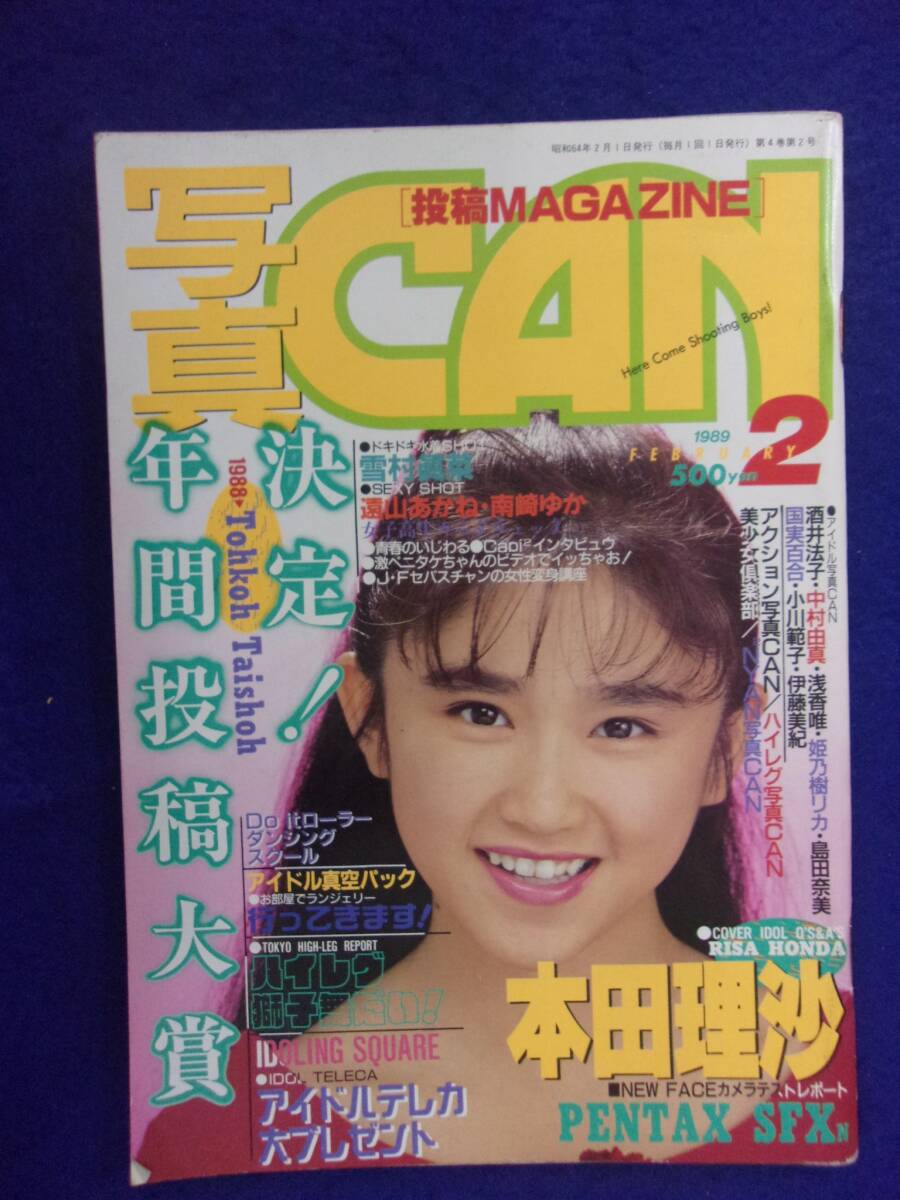 昭和64年2月1日発行(毎月1回1日発行)第4巻第2号
写真CAN
[投稿MAGAZINE]
Here Come Shooting Boys!
1989
FEBRUARY
2
500yen
決定!
年間投稿大賞
1988▶Tohkoh Taishoh
●ドキドキ水着SHOT
●SEXY SHOT
遠山あかね・南崎ゆか
●青春のいじわる●Capi²インタビュウ
●激ペニタケちゃんのビデオでイッちゃお!
●J・Fセバスチャンの女性変身講座
●アイドル写真CAN
酒井法子・中村由真・浅香唯・姫乃樹リカ・島田奈美
国実百合・小川範子・伊藤美紀
アクション写真CAN/ハイレグ写真CAN
美少女倶楽部/NYAN写真CAN
Do itローラー
ダンシング
スクール
アイドル真空パック
●お部屋でランジェリー
行ってきます!
●TOKYO HIGH-LEG REPORT
ハイレグ
獅子舞だい!
IDOLING SQUARE
●IDOL TELECA
アイドルテレカ
大プレゼント
●COVER IDOL Q'S&A'S
RISA HONDA
本田理沙
■NEW FACEカメラテストレポート
PENTAX SFXN